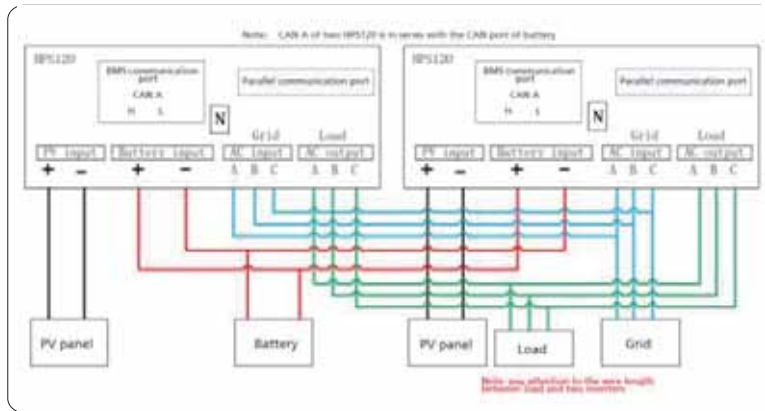 Note: CAN A of two HPS120 is in series with the CAN port of battery
HPS120
BMS communication
port
CAN A
H L
Parallel communication port
N
Grid
Load
PV input
Battery input
AC input
AC output
+ − + − A B C A B C
HPS120
BMS communication
port
CAN A
H L
Parallel communication port
N
Grid
Load
PV input
Battery input
AC input
AC output
+ − + − A B C A B C
PV panel
Battery
PV panel
Load
Grid
Note: pay attention to the wire length
between load and two inverters